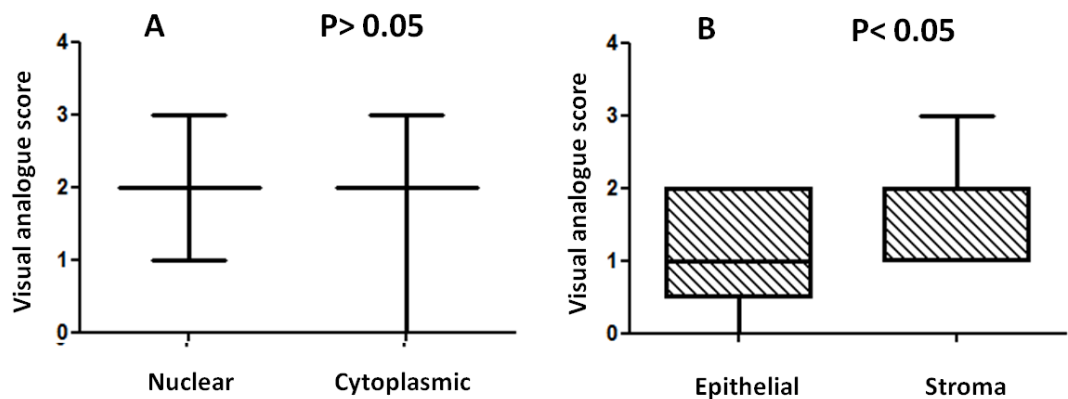 A P> 0.05
Visual analogue score
4
3
2
1
0
Nuclear Cytoplasmic
B P< 0.05
Visual analogue score
4
3
2
1
0
Epithelial Stroma